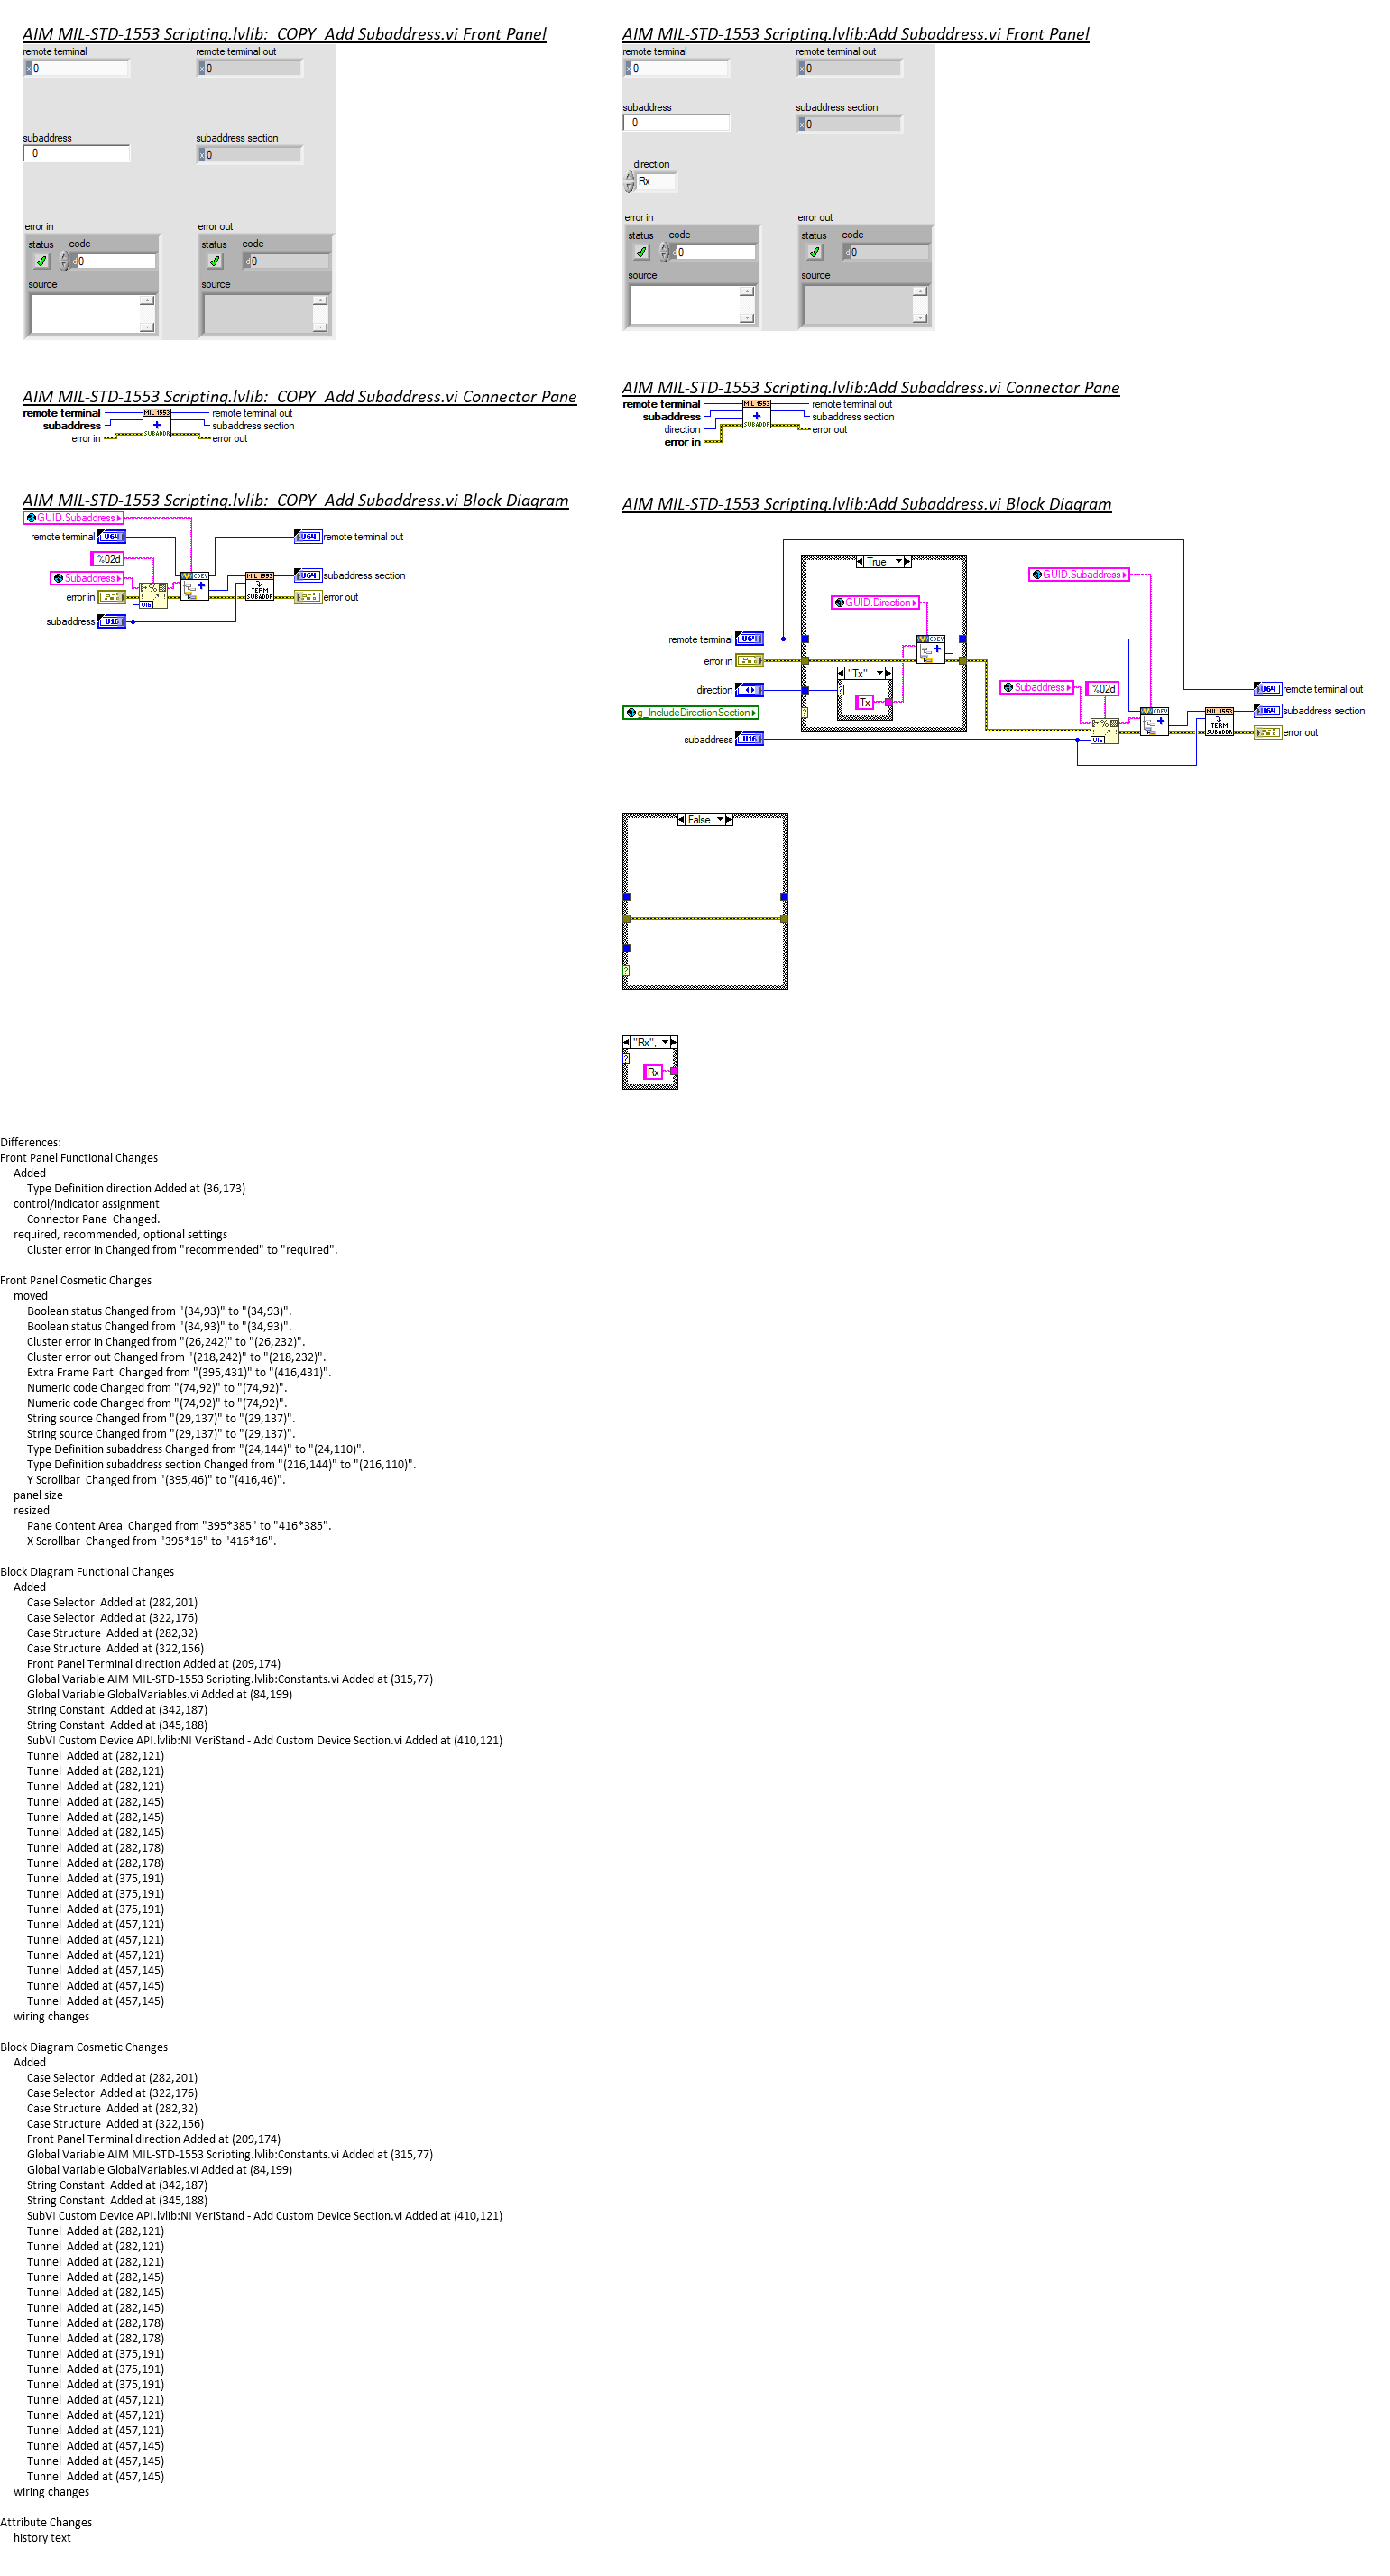 AIM MIL-STD-1553 Scripting.lvlib:  COPY  Add Subaddress.vi Front Panel
remote terminal
x 0
remote terminal out
x 0
subaddress
0
subaddress section
x 0
error in
status
code
d 0
source
error out
status
code
d 0
source
AIM MIL-STD-1553 Scripting.lvlib:Add Subaddress.vi Front Panel
remote terminal
x 0
remote terminal out
x 0
subaddress
0
subaddress section
x 0
direction
Rx
error in
status
code
d 0
source
error out
status
code
d 0
source
AIM MIL-STD-1553 Scripting.lvlib:  COPY  Add Subaddress.vi Connector Pane
remote terminal
subaddress
error in
MIL 1553
SUBADDR
remote terminal out
subaddress section
error out
AIM MIL-STD-1553 Scripting.lvlib:Add Subaddress.vi Connector Pane
remote terminal
subaddress
direction
error in
MIL 1553
SUBADDR
remote terminal out
subaddress section
error out
AIM MIL-STD-1553 Scripting.lvlib:  COPY  Add Subaddress.vi Block Diagram
GUID.Subaddress
remote terminal
U64
%02d
Subaddress
error in
subaddress
U16
CDEV
MIL 1553
TERM
SUBADDR
U64
remote terminal out
U64
subaddress section
error out
AIM MIL-STD-1553 Scripting.lvlib:Add Subaddress.vi Block Diagram
True
GUID.Subaddress
GUID.Direction
remote terminal
U64
CDEV
error in
"Tx"
direction
Tx
Subaddress
%02d
U64
remote terminal out
g_IncludeDirectionSection
CDEV
MIL 1553
TERM
SUBADDR
U64
subaddress section
subaddress
U16
error out
False
"Rx",
Rx
Differences:
Front Panel Functional Changes
Added
Type Definition direction Added at (36,173)
control/indicator assignment
Connector Pane  Changed.
required, recommended, optional settings
Cluster error in Changed from "recommended" to "required".
Front Panel Cosmetic Changes
moved
Boolean status Changed from "(34,93)" to "(34,93)".
Boolean status Changed from "(34,93)" to "(34,93)".
Cluster error in Changed from "(26,242)" to "(26,232)".
Cluster error out Changed from "(218,242)" to "(218,232)".
Extra Frame Part  Changed from "(395,431)" to "(416,431)".
Numeric code Changed from "(74,92)" to "(74,92)".
Numeric code Changed from "(74,92)" to "(74,92)".
String source Changed from "(29,137)" to "(29,137)".
String source Changed from "(29,137)" to "(29,137)".
Type Definition subaddress Changed from "(24,144)" to "(24,110)".
Type Definition subaddress section Changed from "(216,144)" to "(216,110)".
Y Scrollbar  Changed from "(395,46)" to "(416,46)".
panel size
resized
Pane Content Area  Changed from "395*385" to "416*385".
X Scrollbar  Changed from "395*16" to "416*16".
Block Diagram Functional Changes
Added
Case Selector  Added at (282,201)
Case Selector  Added at (322,176)
Case Structure  Added at (282,32)
Case Structure  Added at (322,156)
Front Panel Terminal direction Added at (209,174)
Global Variable AIM MIL-STD-1553 Scripting.lvlib:Constants.vi Added at (315,77)
Global Variable GlobalVariables.vi Added at (84,199)
String Constant  Added at (342,187)
String Constant  Added at (345,188)
SubVI Custom Device API.lvlib:NI VeriStand - Add Custom Device Section.vi Added at (410,121)
Tunnel  Added at (282,121)
Tunnel  Added at (282,121)
Tunnel  Added at (282,121)
Tunnel  Added at (282,145)
Tunnel  Added at (282,145)
Tunnel  Added at (282,145)
Tunnel  Added at (282,178)
Tunnel  Added at (282,178)
Tunnel  Added at (375,191)
Tunnel  Added at (375,191)
Tunnel  Added at (375,191)
Tunnel  Added at (457,121)
Tunnel  Added at (457,121)
Tunnel  Added at (457,121)
Tunnel  Added at (457,145)
Tunnel  Added at (457,145)
Tunnel  Added at (457,145)
wiring changes
Block Diagram Cosmetic Changes
Added
Case Selector  Added at (282,201)
Case Selector  Added at (322,176)
Case Structure  Added at (282,32)
Case Structure  Added at (322,156)
Front Panel Terminal direction Added at (209,174)
Global Variable AIM MIL-STD-1553 Scripting.lvlib:Constants.vi Added at (315,77)
Global Variable GlobalVariables.vi Added at (84,199)
String Constant  Added at (342,187)
String Constant  Added at (345,188)
SubVI Custom Device API.lvlib:NI VeriStand - Add Custom Device Section.vi Added at (410,121)
Tunnel  Added at (282,121)
Tunnel  Added at (282,121)
Tunnel  Added at (282,121)
Tunnel  Added at (282,145)
Tunnel  Added at (282,145)
Tunnel  Added at (282,145)
Tunnel  Added at (282,178)
Tunnel  Added at (282,178)
Tunnel  Added at (375,191)
Tunnel  Added at (375,191)
Tunnel  Added at (375,191)
Tunnel  Added at (457,121)
Tunnel  Added at (457,121)
Tunnel  Added at (457,121)
Tunnel  Added at (457,145)
Tunnel  Added at (457,145)
Tunnel  Added at (457,145)
wiring changes
Attribute Changes
history text